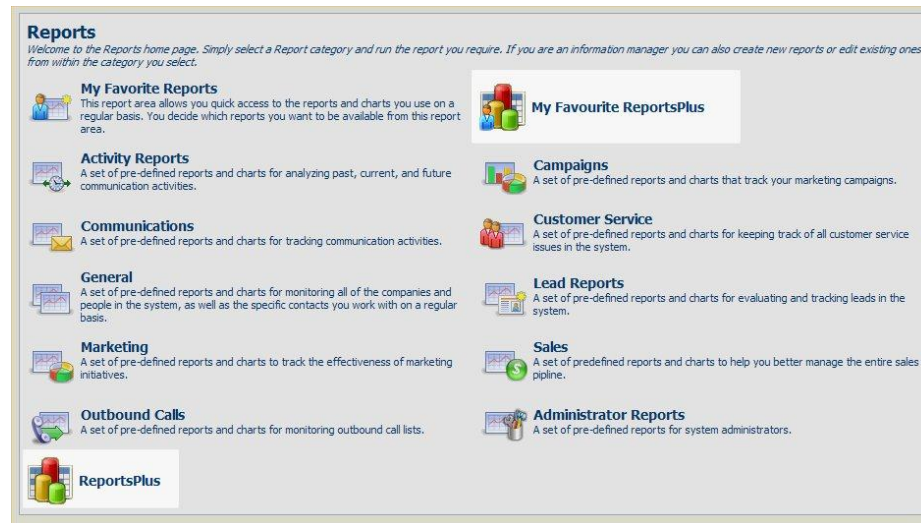 Reports
Welcome to the Reports home page. Simply select a Report category and run the report you require. If you are an information manager you can also create new reports or edit existing ones
from within the category you select.
My Favorite Reports
This report area allows you quick access to the reports and charts you use on a
regular basis. You decide which reports you want to be available from this report
area.
My Favourite ReportsPlus
Activity Reports
A set of pre-defined reports and charts for analyzing past, current, and future
communication activities.
Campaigns
A set of pre-defined reports and charts that track your marketing campaigns.
Communications
A set of pre-defined reports and charts for tracking communication activities.
Customer Service
A set of pre-defined reports and charts for keeping track of all customer service
issues in the system.
General
A set of pre-defined reports and charts for monitoring all of the companies and
people in the system, as well as the specific contacts you work with on a regular
basis.
Lead Reports
A set of pre-defined reports and charts for evaluating and tracking leads in the
system.
Marketing
A set of pre-defined reports and charts to track the effectiveness of marketing
initiatives.
Sales
A set of predefined reports and charts to help you better manage the entire sales
pipline.
Outbound Calls
A set of pre-defined reports and charts for monitoring outbound call lists.
Administrator Reports
A set of pre-defined reports for system administrators.
ReportsPlus